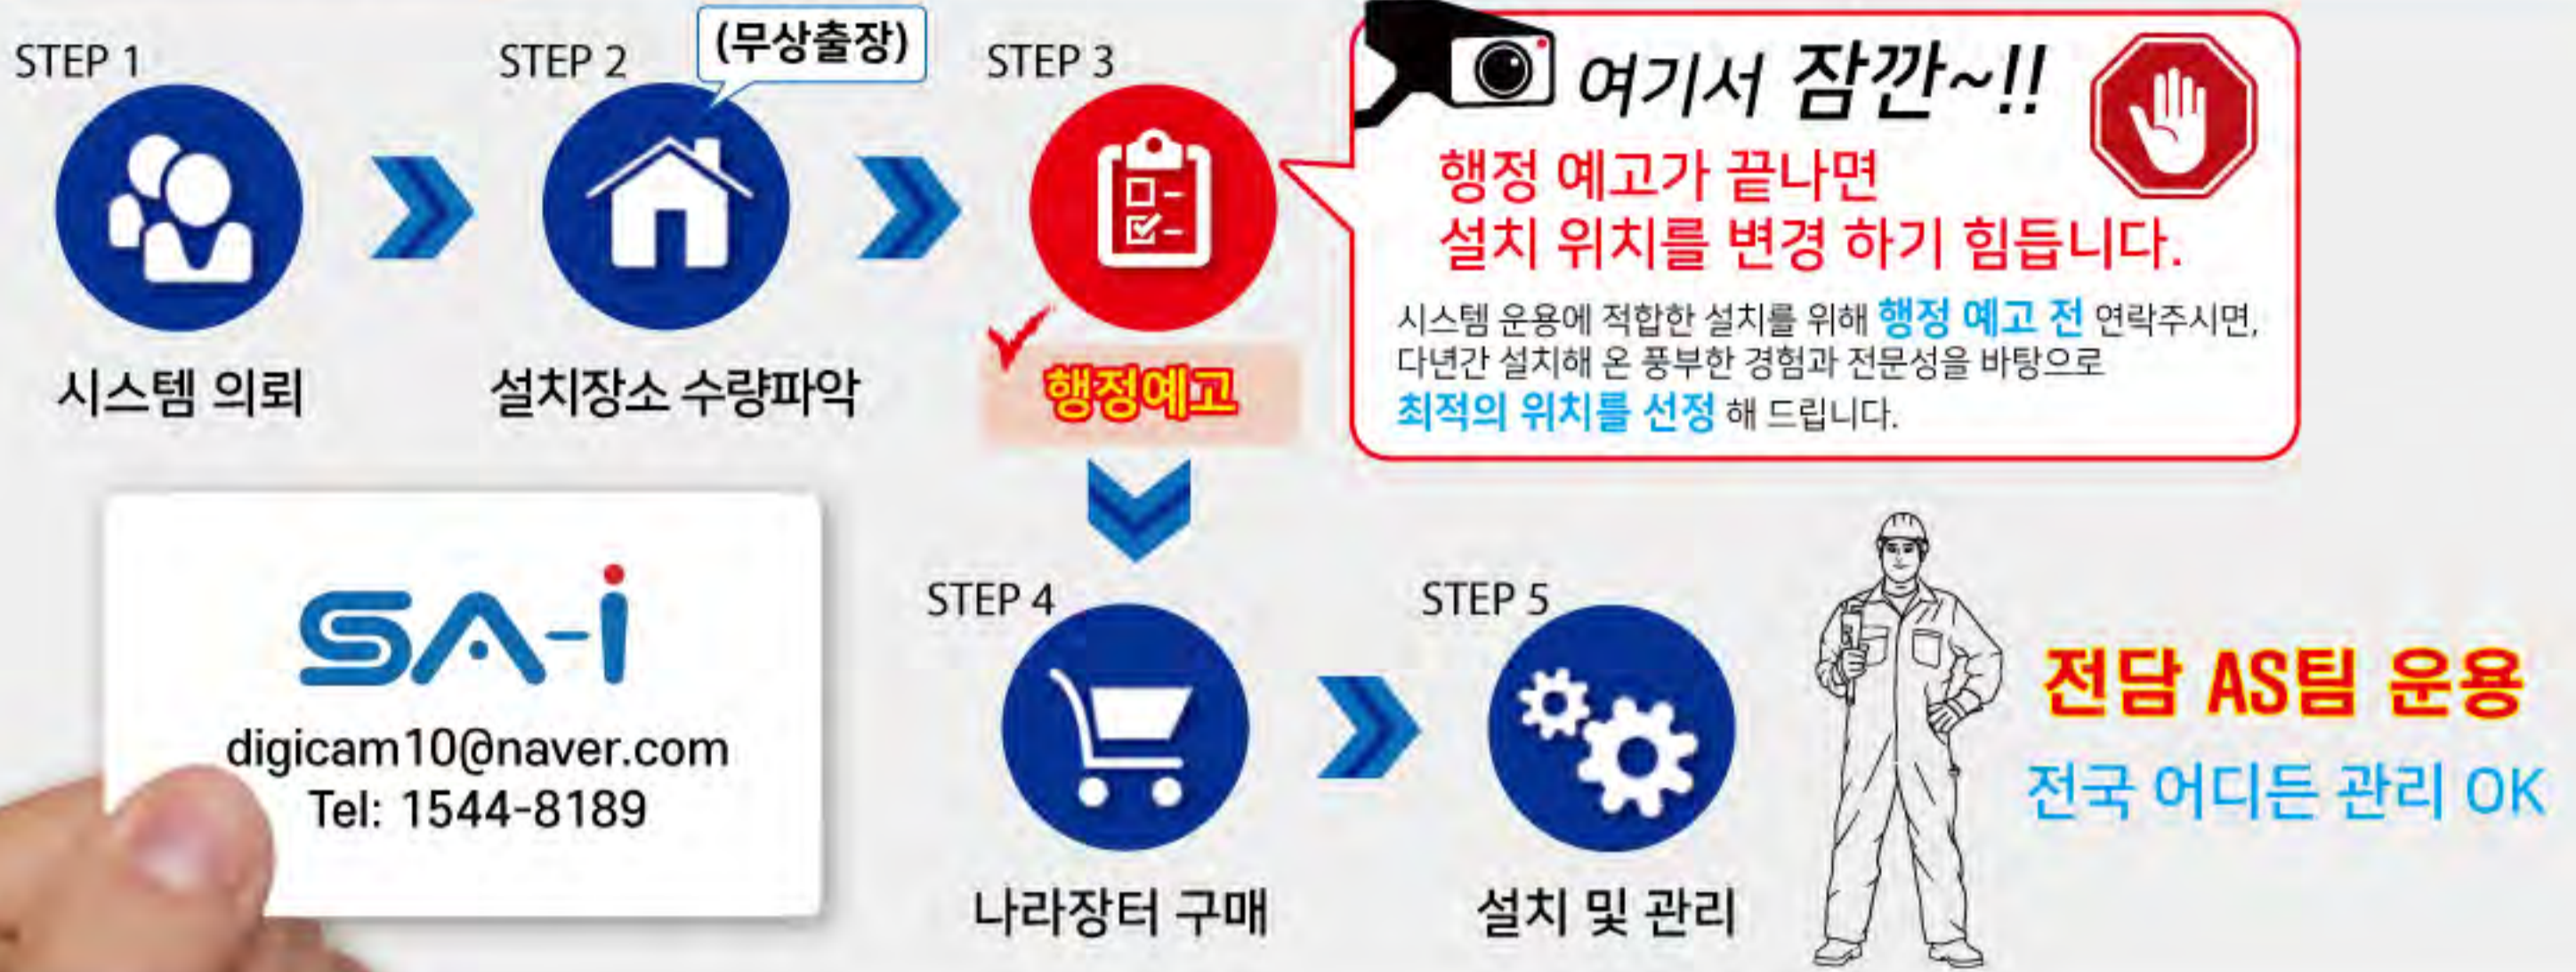 STEP 1
시스템 의뢰
STEP 2
(무상출장)
설치장소 수량파악
STEP 3
행정예고
여기서 잠깐~!!
행정 예고가 끝나면
설치 위치를 변경 하기 힘듭니다.
시스템 운용에 적합한 설치를 위해 행정 예고 전 연락주시면,
다년간 설치해 온 풍부한 경험과 전문성을 바탕으로
최적의 위치를 선정 해 드립니다.
SA-i
digicam10@naver.com
Tel: 1544-8189
STEP 4
나라장터 구매
STEP 5
설치 및 관리
전담 AS팀 운용
전국 어디든 관리 OK